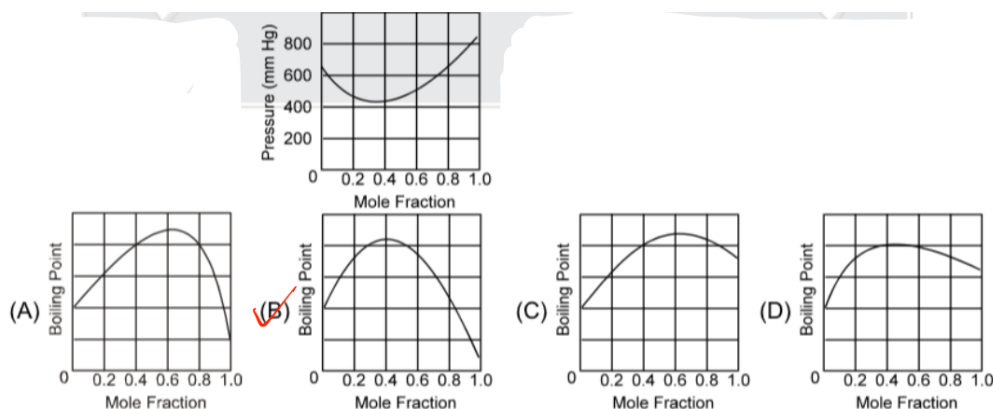 Pressure (mm Hg)
800
600
400
200
0
0.2 0.4 0.6 0.8 1.0
Mole Fraction
(A)
Boiling Point
0
0.2 0.4 0.6 0.8 1.0
Mole Fraction
(B)
Boiling Point
0
0.2 0.4 0.6 0.8 1.0
Mole Fraction
(C)
Boiling Point
0
0.2 0.4 0.6 0.8 1.0
Mole Fraction
(D)
Boiling Point
0
0.2 0.4 0.6 0.8 1.0
Mole Fraction